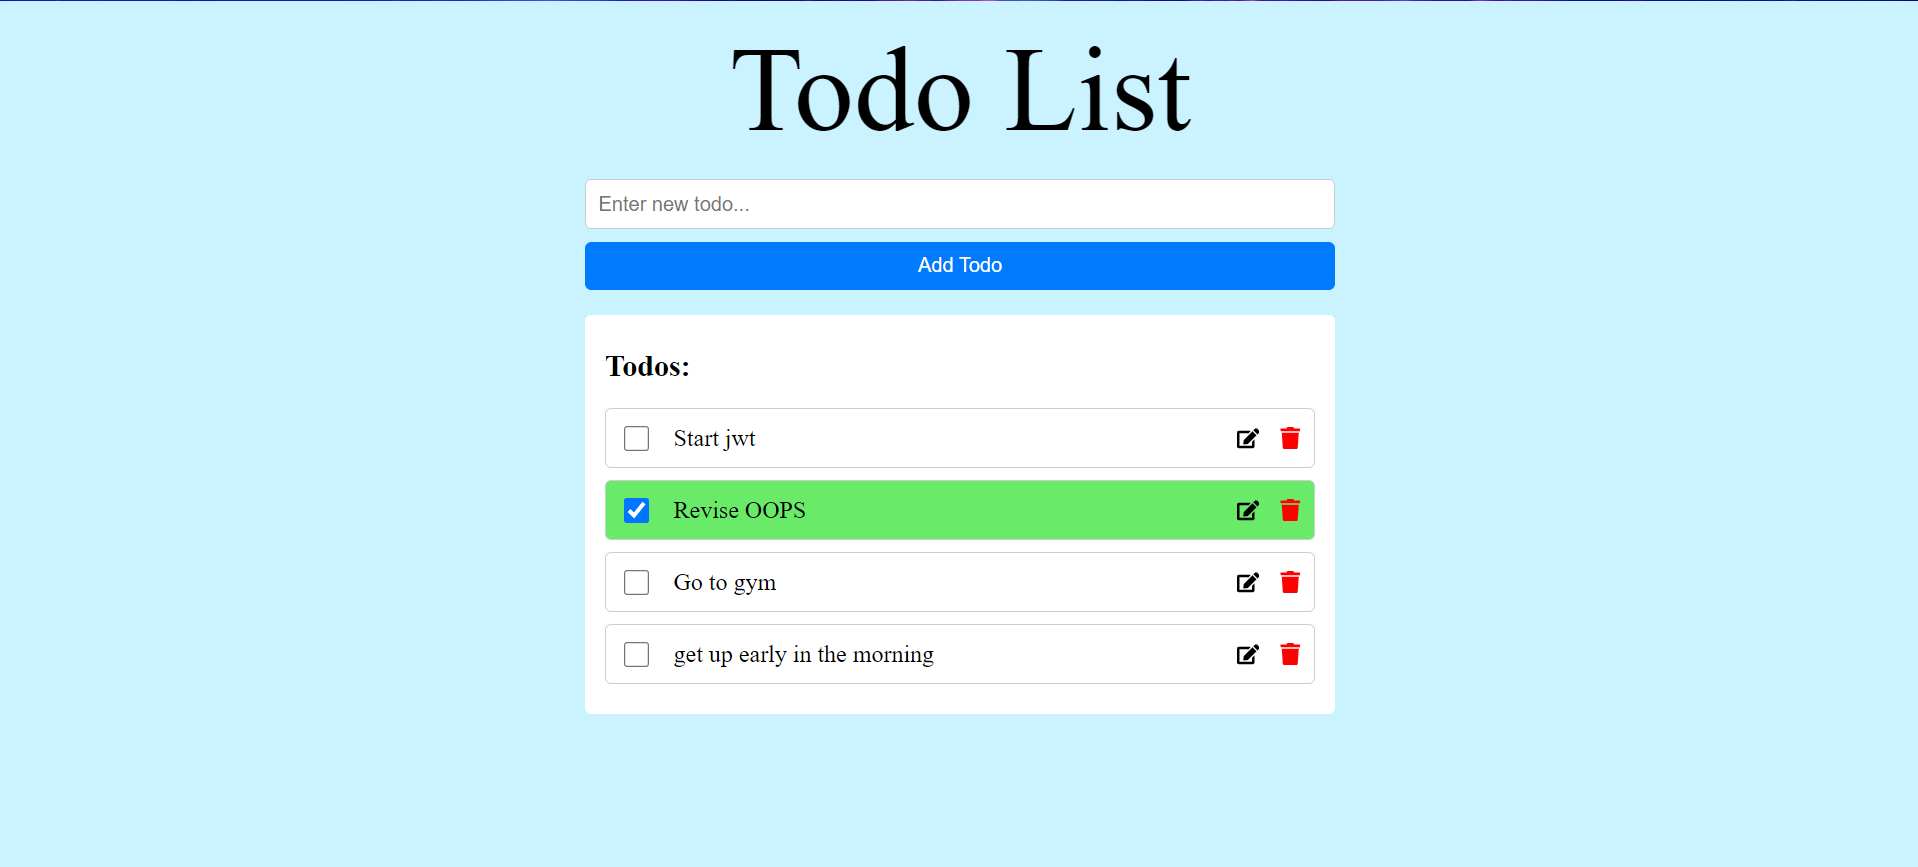 Todo List
Enter new todo...
Add Todo
Todos:
Start jwt
Revise OOPS
Go to gym
get up early in the morning